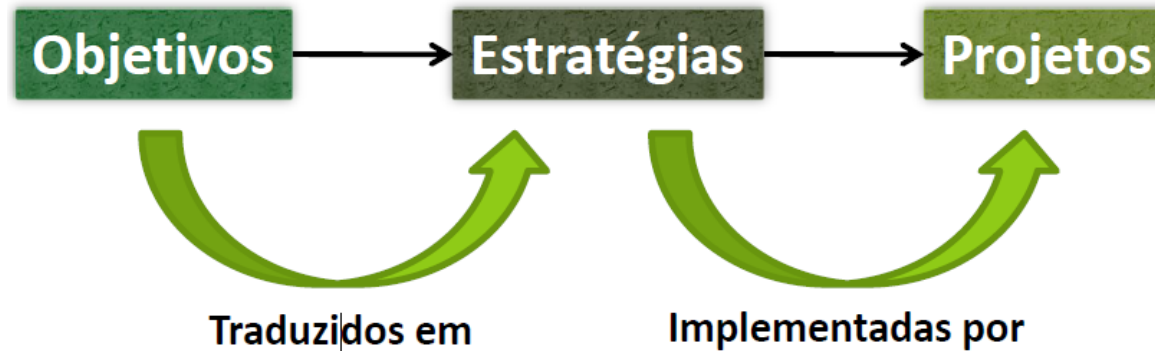 Objetivos
Estratégias
Projetos
Traduzidos em
Implementadas por